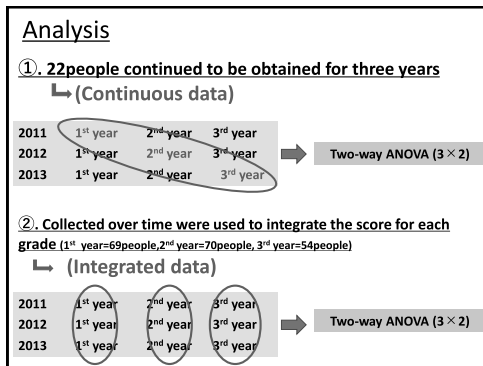 Analysis
①. 22people continued to be obtained for three years
(Continuous data)
2011 1st year 2nd year 3rd year
2012 1st year 2nd year 3rd year
2013 1st year 2nd year 3rd year
Two-way ANOVA (3×2)
②. Collected over time were used to integrate the score for each
grade (1st year=69people,2nd year=70people, 3rd year=54people)
(Integrated data)
2011 1st year 2nd year 3rd year
2012 1st year 2nd year 3rd year
2013 1st year 2nd year 3rd year
Two-way ANOVA (3×2)